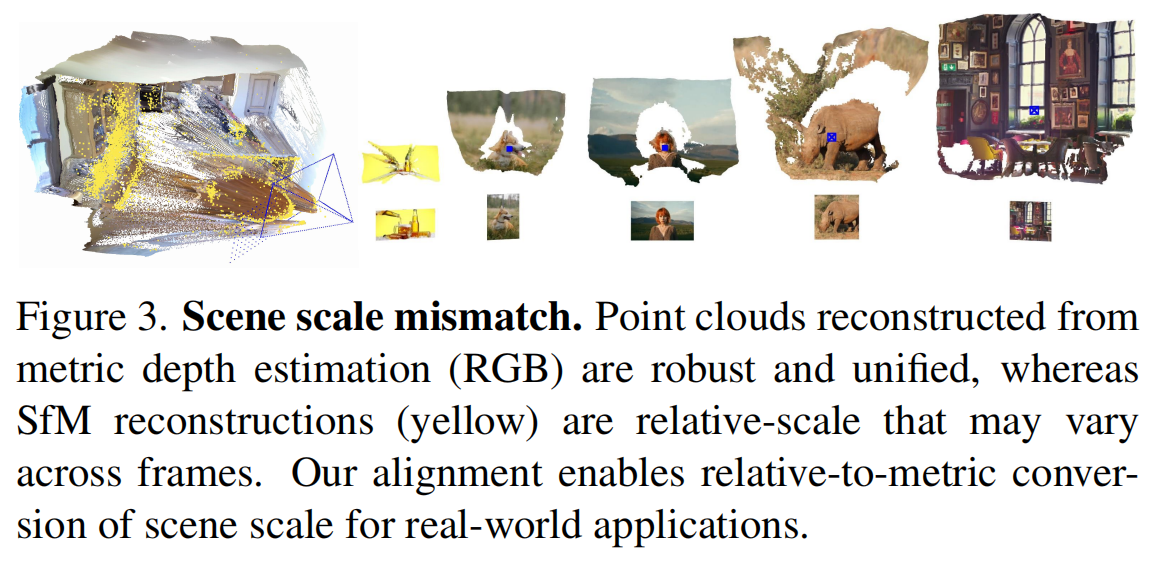 Figure 3. Scene scale mismatch. Point clouds reconstructed from
metric depth estimation (RGB) are robust and unified, whereas
SfM reconstructions (yellow) are relative-scale that may vary
across frames. Our alignment enables relative-to-metric conver-
sion of scene scale for real-world applications.